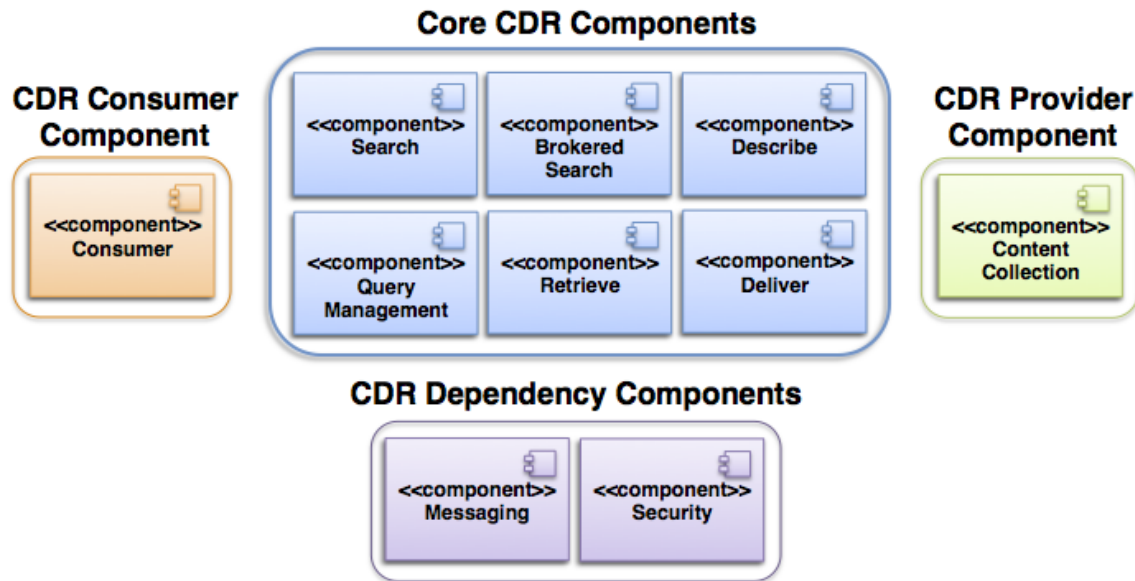 Core CDR Components
CDR Consumer
Component
CDR Provider
Component
<<component>>
Search
<<component>>
Brokered
Search
<<component>>
Describe
<<component>>
Consumer
<<component>>
Query
Management
<<component>>
Retrieve
<<component>>
Deliver
<<component>>
Content
Collection
CDR Dependency Components
<<component>>
Messaging
<<component>>
Security